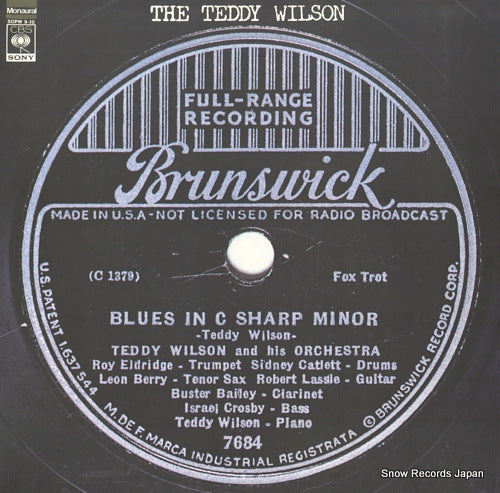 THE TEDDY WILSON
Monaural
SOPM 9-10
CBS
SONY
FULL-RANGE
RECORDING
Brunswick
MADE IN U.S.A-NOT LICENSED FOR RADIO BROADCAST
(C 1379)
Fox Trot
BLUES IN C SHARP MINOR
-Teddy Wilson-
TEDDY WILSON and his ORCHESTRA
Roy Eldridge - Trumpet Sidney Catlett - Drums
Leon Berry - Tenor Sax Robert Lassie - Guitar
Buster Bailey - Clarinet
Israel Crosby - Bass
Teddy Wilson - Piano
7684
U.S. PATENT 1,637,544
M. DE F. MARCA INDUSTRIAL REGISTRATA
© BRUNSWICK RECORD CORP.
Snow Records Japan